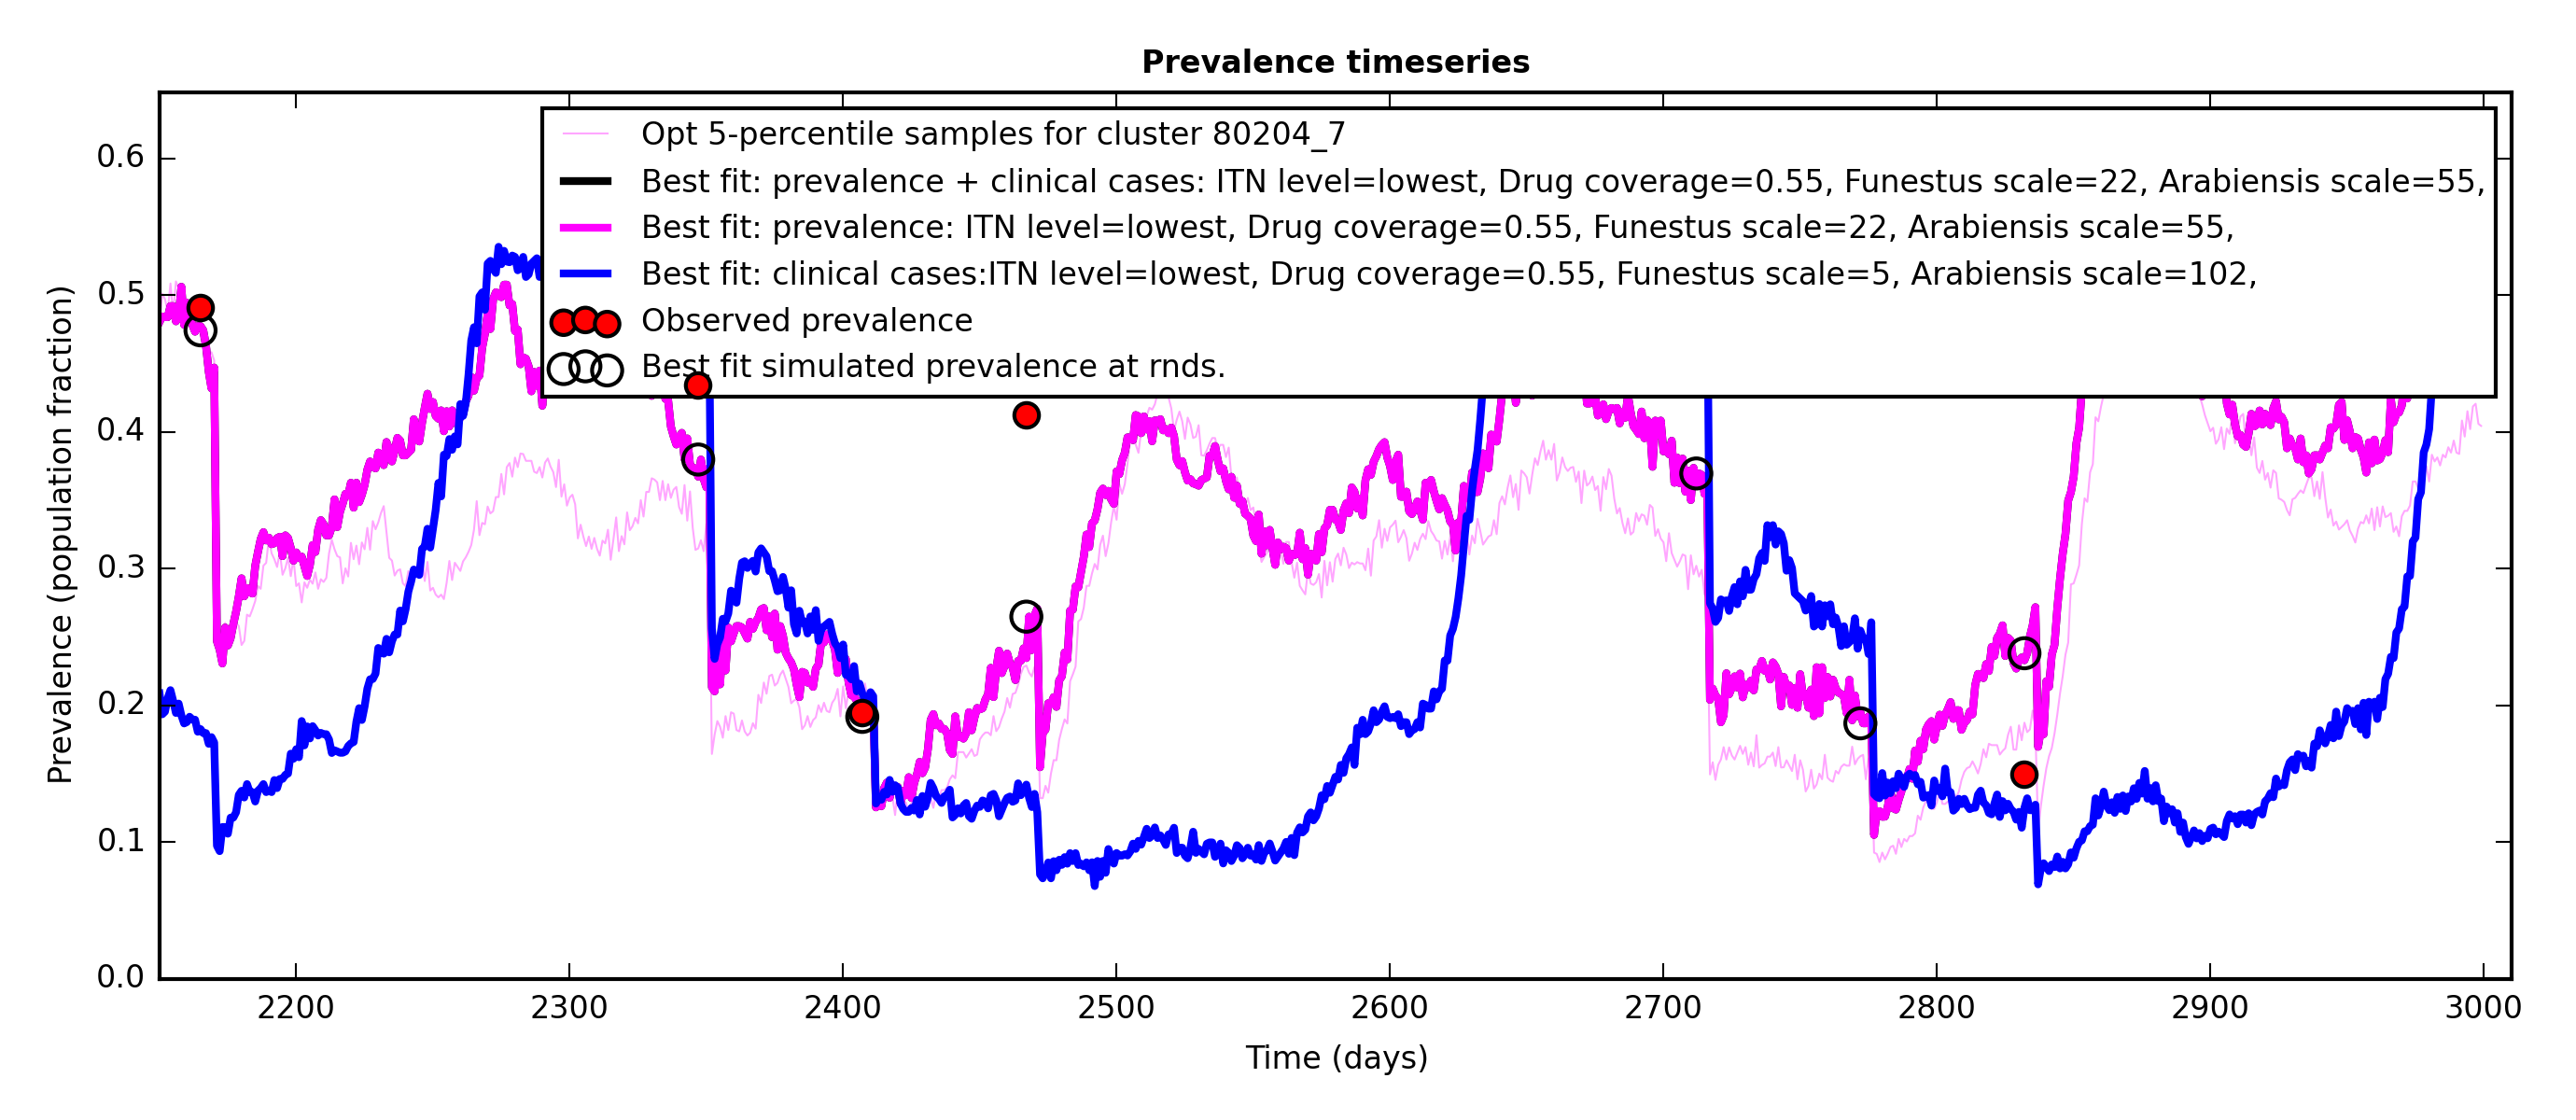 Prevalence timeseries
Opt 5-percentile samples for cluster 80204_7
Best fit: prevalence + clinical cases: ITN level=lowest, Drug coverage=0.55, Funestus scale=22, Arabiensis scale=55,
Best fit: prevalence: ITN level=lowest, Drug coverage=0.55, Funestus scale=22, Arabiensis scale=55,
Best fit: clinical cases:ITN level=lowest, Drug coverage=0.55, Funestus scale=5, Arabiensis scale=102,
Observed prevalence
Best fit simulated prevalence at rnds.
Prevalence (population fraction)
0.6
0.5
0.4
0.3
0.2
0.1
0.0
2200 2300 2400 2500 2600 2700 2800 2900 3000
Time (days)